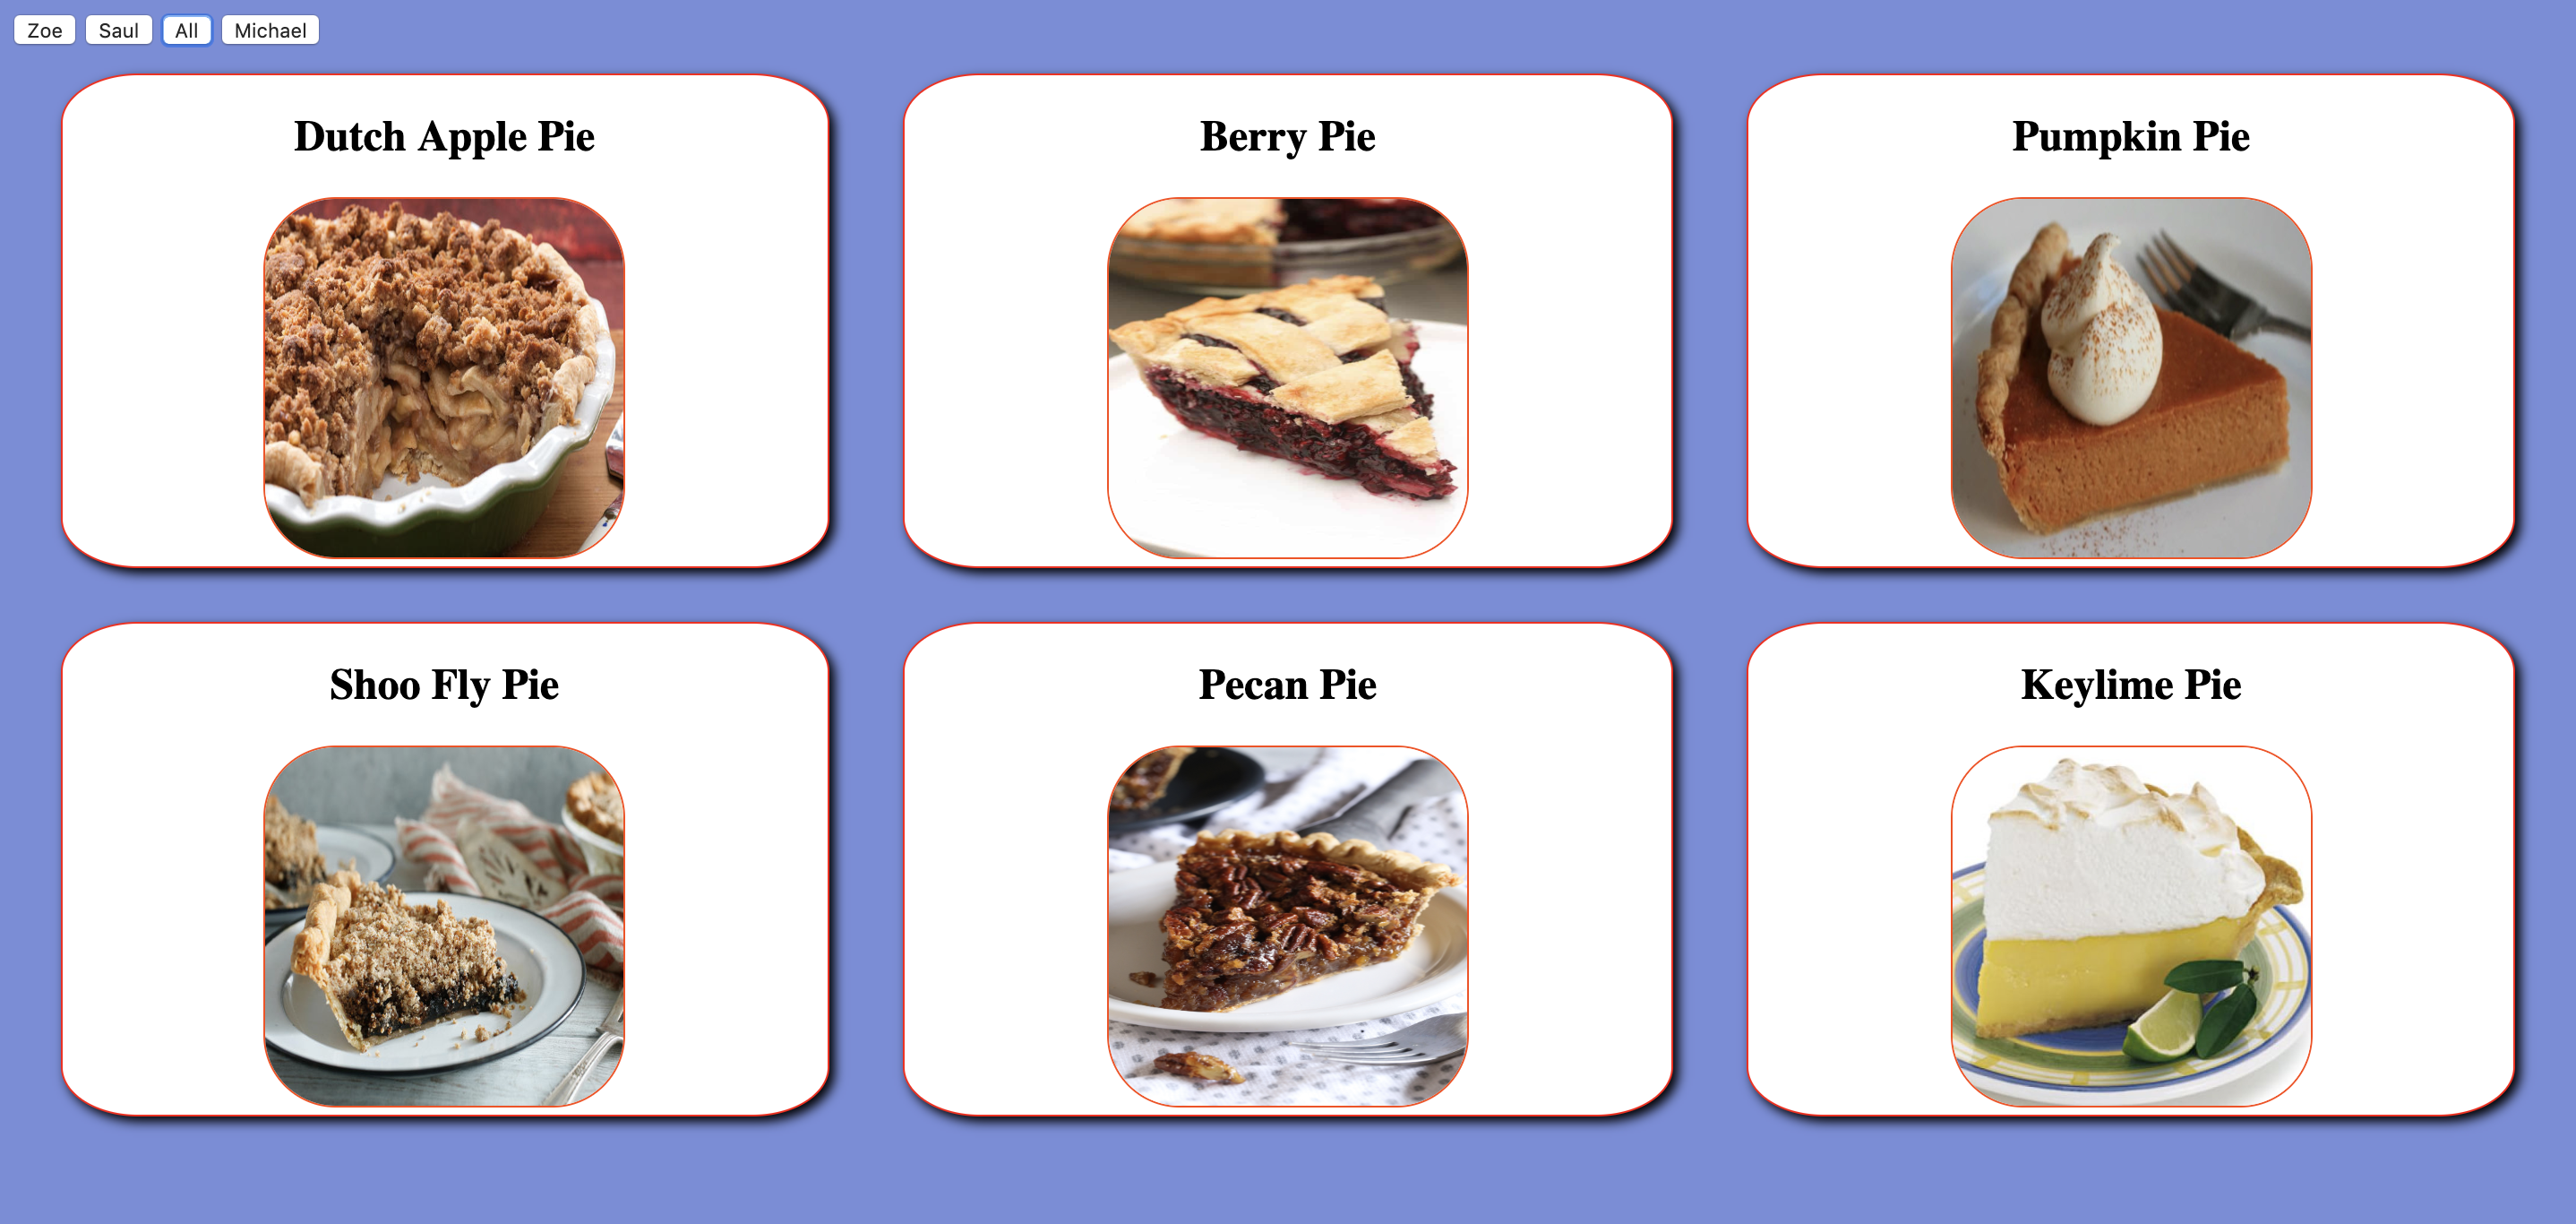 Zoe Saul All Michael
Dutch Apple Pie
Berry Pie
Pumpkin Pie
Shoo Fly Pie
Pecan Pie
Keylime Pie